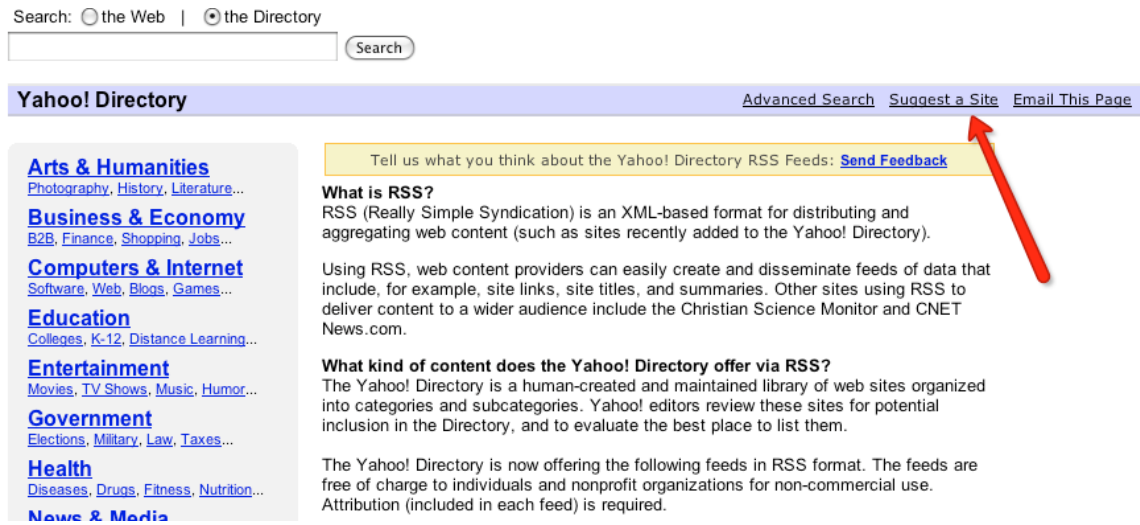 Search: the Web | the Directory
Search
Yahoo! Directory
Advanced Search Suggest a Site Email This Page
Arts & Humanities
Photography, History, Literature...
Business & Economy
B2B, Finance, Shopping, Jobs...
Computers & Internet
Software, Web, Blogs, Games...
Education
Colleges, K-12, Distance Learning...
Entertainment
Movies, TV Shows, Music, Humor...
Government
Elections, Military, Law, Taxes...
Health
Diseases, Drugs, Fitness, Nutrition...
News & Media
Tell us what you think about the Yahoo! Directory RSS Feeds: Send Feedback
What is RSS?
RSS (Really Simple Syndication) is an XML-based format for distributing and
aggregating web content (such as sites recently added to the Yahoo! Directory).
Using RSS, web content providers can easily create and disseminate feeds of data that
include, for example, site links, site titles, and summaries. Other sites using RSS to
deliver content to a wider audience include the Christian Science Monitor and CNET
News.com.
What kind of content does the Yahoo! Directory offer via RSS?
The Yahoo! Directory is a human-created and maintained library of web sites organized
into categories and subcategories. Yahoo! editors review these sites for potential
inclusion in the Directory, and to evaluate the best place to list them.
The Yahoo! Directory is now offering the following feeds in RSS format. The feeds are
free of charge to individuals and nonprofit organizations for non-commercial use.
Attribution (included in each feed) is required.